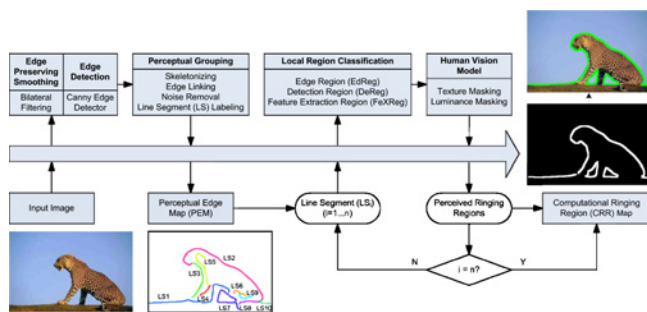 Edge
Preserving
Smoothing
Bilateral
Filtering
Edge
Detection
Canny Edge
Detector
Perceptual Grouping
Skeletonizing
Edge Linking
Noise Removal
Line Segment (LS) Labeling
Local Region Classification
Edge Region (EdReg)
Detection Region (DeReg)
Feature Extraction Region (FeXReg)
Human Vision
Model
Texture Masking
Luminance Masking
Input Image
Perceptual Edge
Map (PEM)
Line Segment (LSi)
(i=1...n)
Perceived Ringing
Regions
Computational Ringing
Region (CRR) Map
N
i = n?
Y
LS1
LS2
LS3
LS4
LS5
LS6
LS7
LS8
LS9
LS10